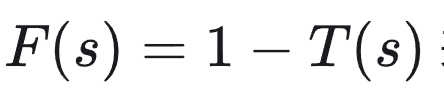 F(s) = 1 − T(s)